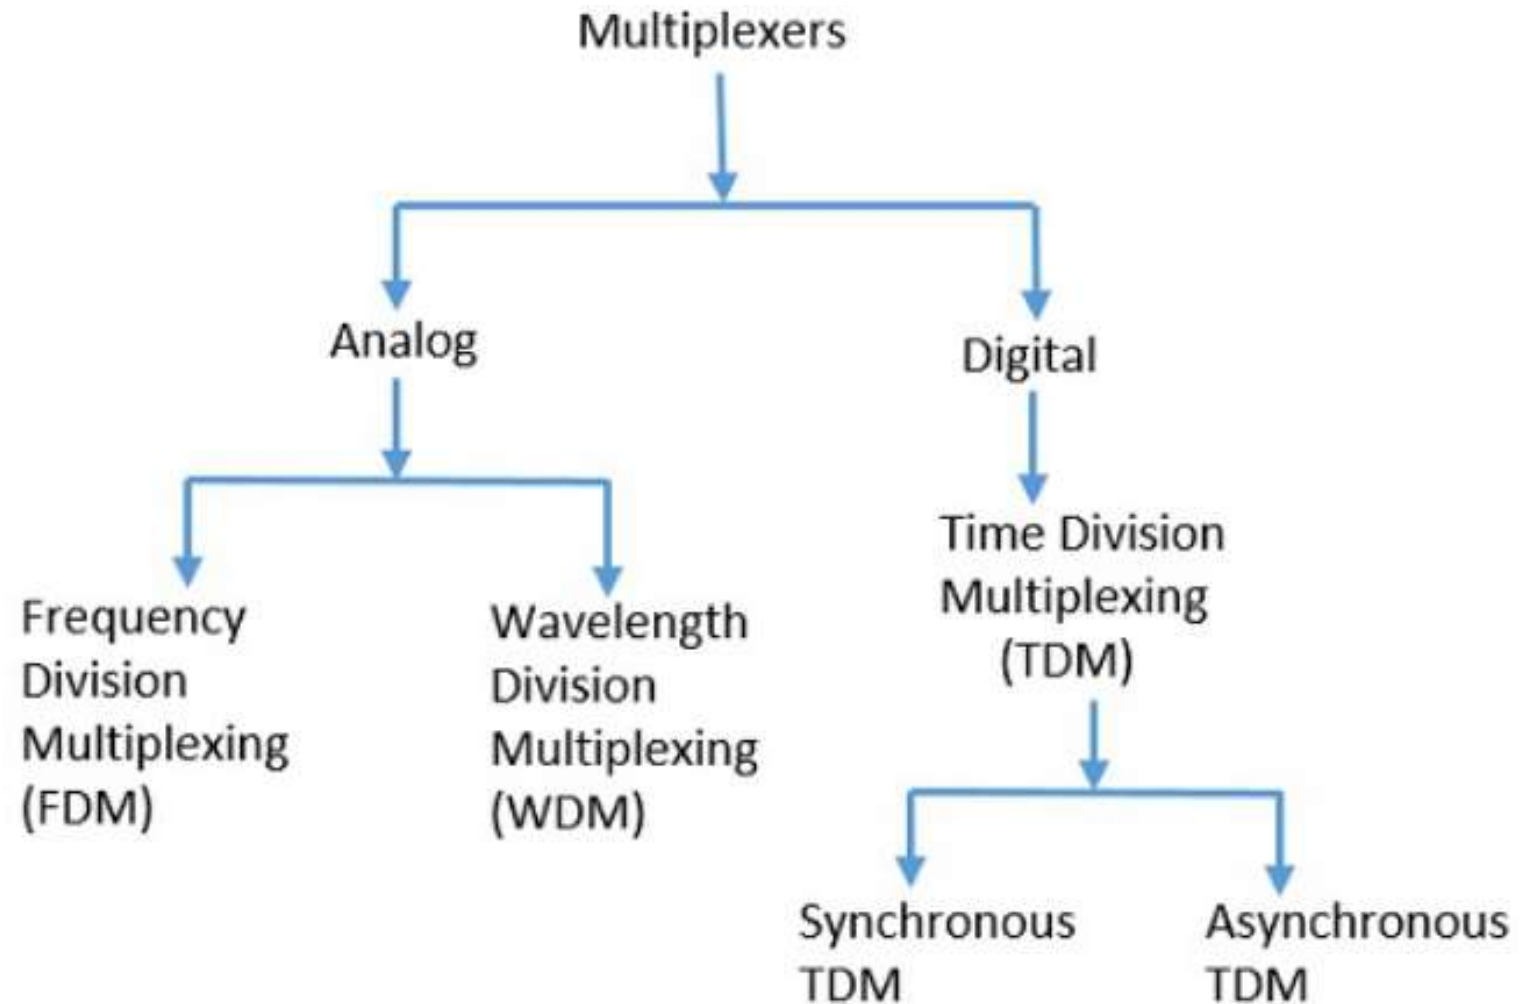 Multiplexers
Analog
Digital
Frequency
Division
Multiplexing
(FDM)
Wavelength
Division
Multiplexing
(WDM)
Time Division
Multiplexing
(TDM)
Synchronous
TDM
Asynchronous
TDM